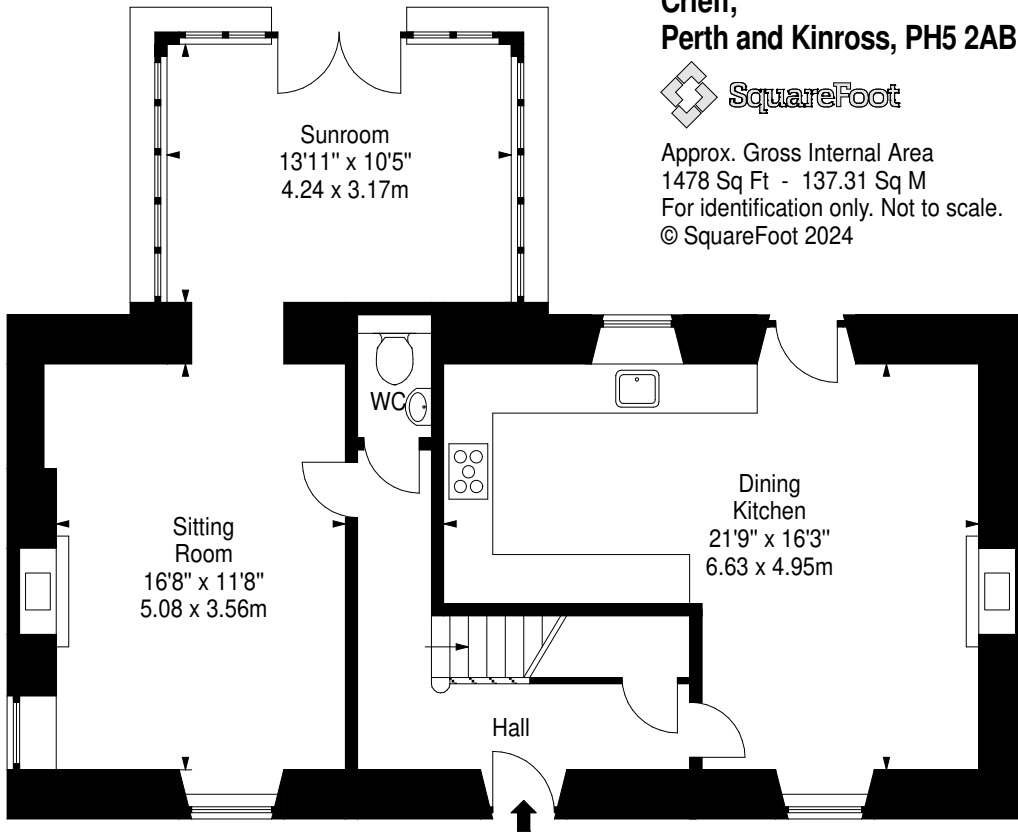 Crieff,
Perth and Kinross, PH5 2AB
SquareFoot
Approx. Gross Internal Area
1478 Sq Ft - 137.31 Sq M
For identification only. Not to scale.
© SquareFoot 2024
Sunroom
13'11" x 10'5"
4.24 x 3.17m
WC
Dining
Kitchen
21'9" x 16'3"
6.63 x 4.95m
Sitting
Room
16'8" x 11'8"
5.08 x 3.56m
Hall